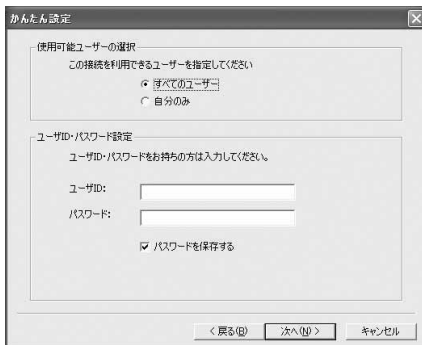 かんたん設定
使用可能ユーザーの選択
この接続を利用できるユーザーを指定してください
すべてのユーザー
自分のみ
ユーザID・パスワード設定
ユーザID・パスワードをお持ちの方は入力してください。
ユーザID:
パスワード:
パスワードを保存する
< 戻る(B) 次へ(N) > キャンセル